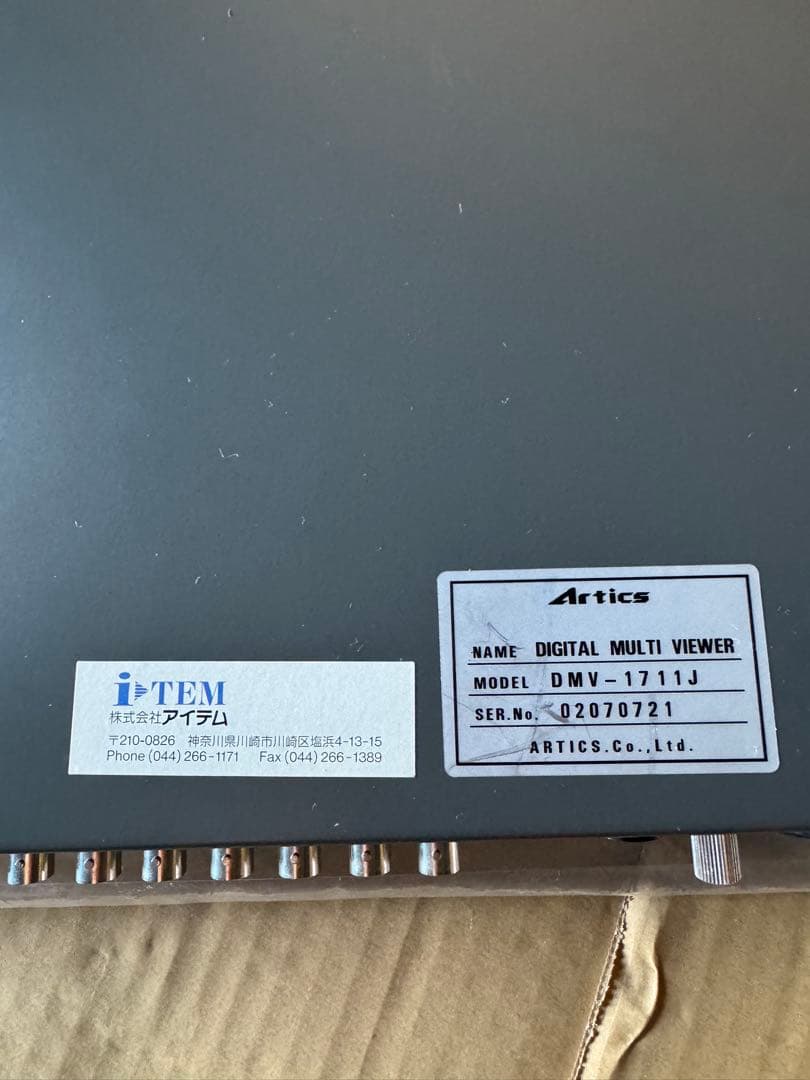 i TEM
株式会社アイテム
〒210-0826 神奈川県川崎市川崎区塩浜4-13-15
Phone (044) 266-1171 Fax (044) 266-1389
Artics
NAME DIGITAL MULTI VIEWER
MODEL DMV-1711J
SER.No. 02070721
ARTICS.Co.,Ltd.